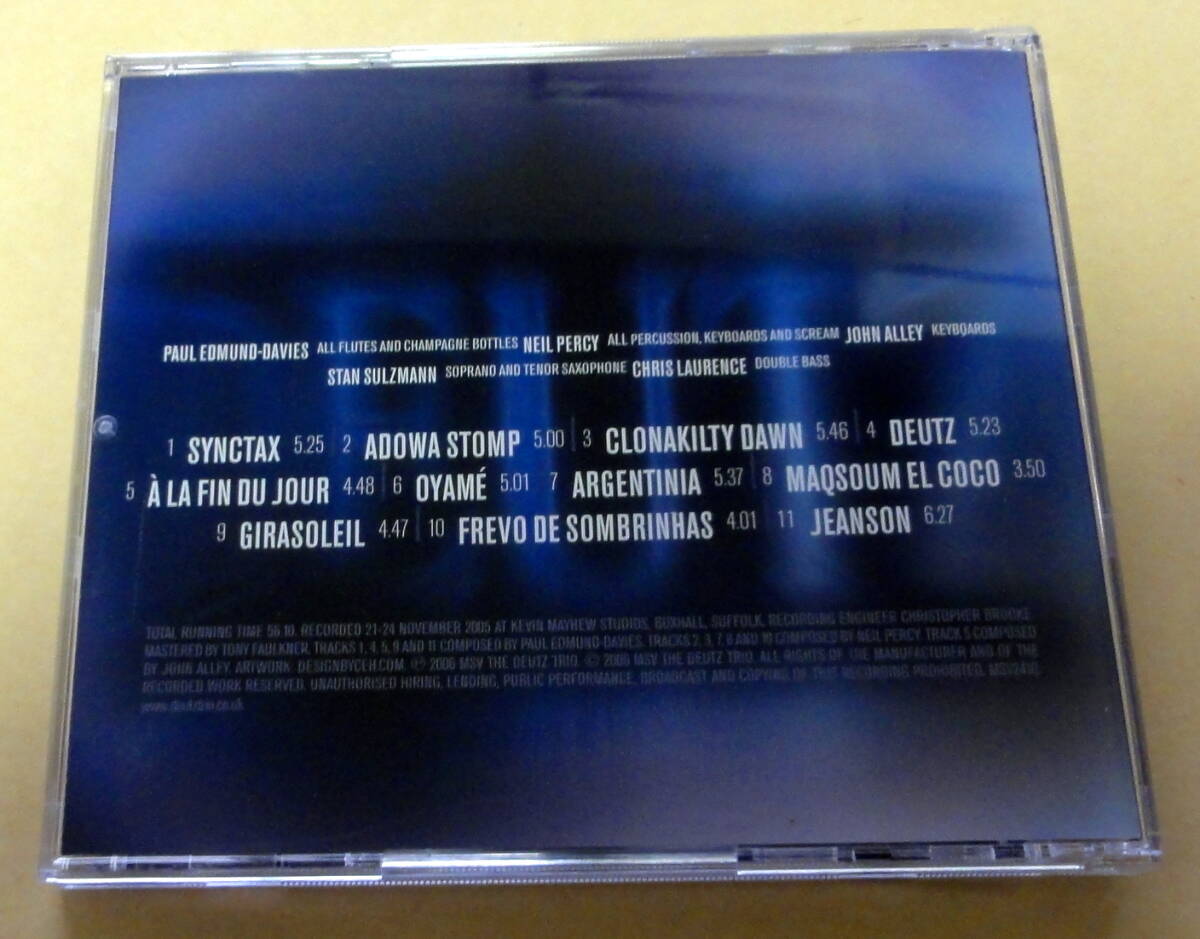 PAUL EDMUND-DAVIES ALL FLUTES AND CHAMPAGNE BOTTLES NEIL PERCY ALL PERCUSSION, KEYBOARDS AND SCREAM JOHN ALLEY KEYBOARDS
STAN SULZMANN SOPRANO AND TENOR SAXOPHONE CHRIS LAURENCE DOUBLE BASS
1 SYNCTAX 5.25 2 ADOWA STOMP 5.00 | 3 CLONAKILTY DAWN 5.46 | 4 DEUTZ 5.23
5 À LA FIN DU JOUR 4.48 | 6 OYAMÉ 5.01 7 ARGENTINIA 5.37 | 8 MAQSOUM EL COCO 3.50
9 GIRASOLEIL 4.47 | 10 FREVO DE SOMBRINHAS 4.01 11 JEANSON 6.27
TOTAL RUNNING TIME 56.10. RECORDED 21-24 NOVEMBER 2005 AT KEVIN MAYHEW STUDIOS, BUXHALL, SUFFOLK. RECORDING ENGINEER CHRISTOPHER BROOKE.
MASTERED BY TONY FAULKNER. TRACKS 1, 4, 5, 9 AND 11 COMPOSED BY PAUL EDMUND-DAVIES. TRACKS 2, 3, 7, 8 AND 10 COMPOSED BY NEIL PERCY. TRACK 5 COMPOSED
BY JOHN ALLEY. ARTWORK. DESIGNBYCEH.COM. ℗ 2006 MSV THE DEUTZ TRIO. © 2006 MSV THE DEUTZ TRIO. ALL RIGHTS OF THE MANUFACTURER AND OF THE
RECORDED WORK RESERVED. UNAUTHORISED HIRING, LENDING, PUBLIC PERFORMANCE, BROADCAST AND COPYING OF THIS RECORDING PROHIBITED.
www.deutztrio.co.uk